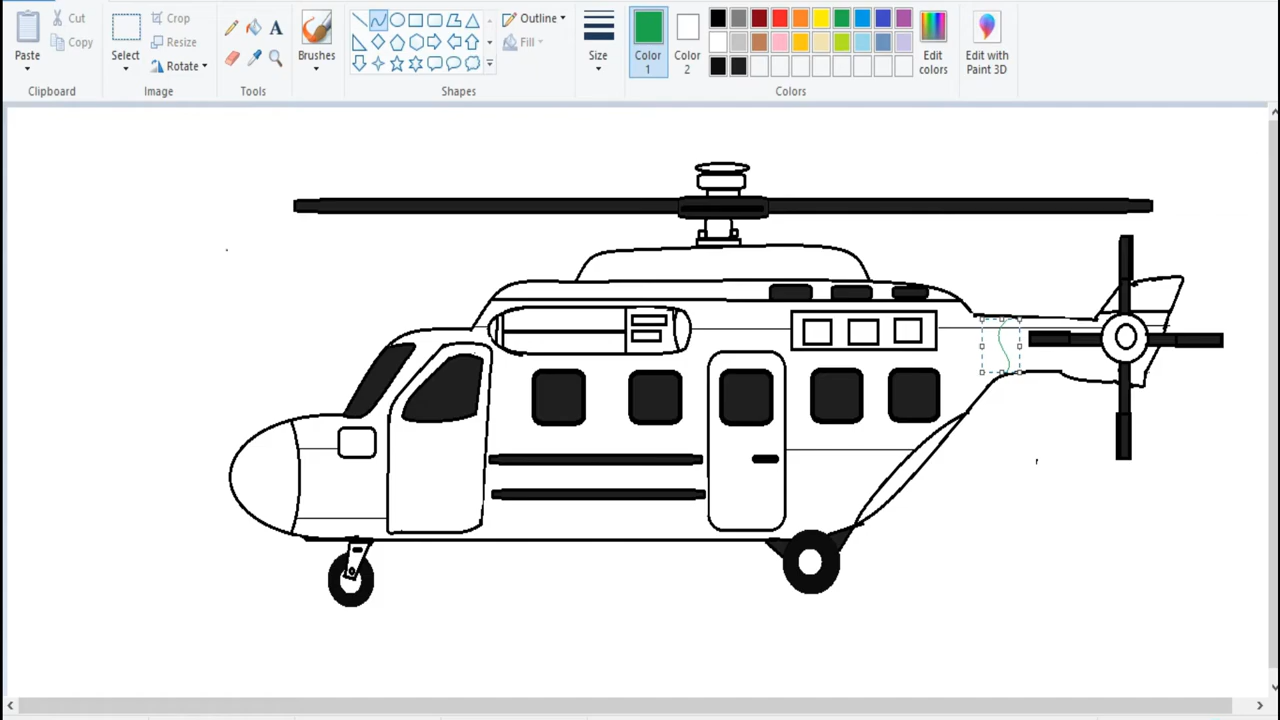 Paste
Cut
Copy
Clipboard
Select
Crop
Resize
Rotate
Image
A
Tools
Brushes
Shapes
Outline
Fill
Size
Color
1
Color
2
Edit
colors
Colors
Edit with
Paint 3D